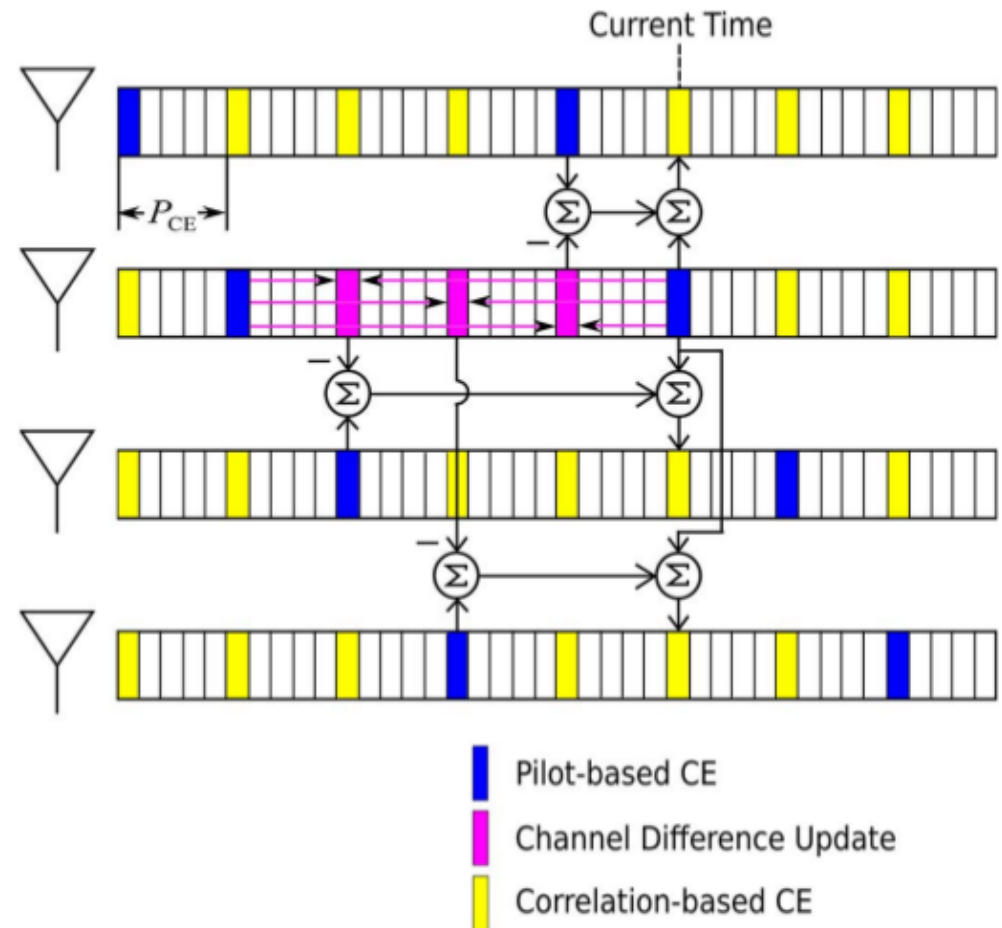 Current Time
Σ
Σ
P_CE
−
−
Σ
Σ
−
Σ
Σ
Pilot-based CE
Channel Difference Update
Correlation-based CE